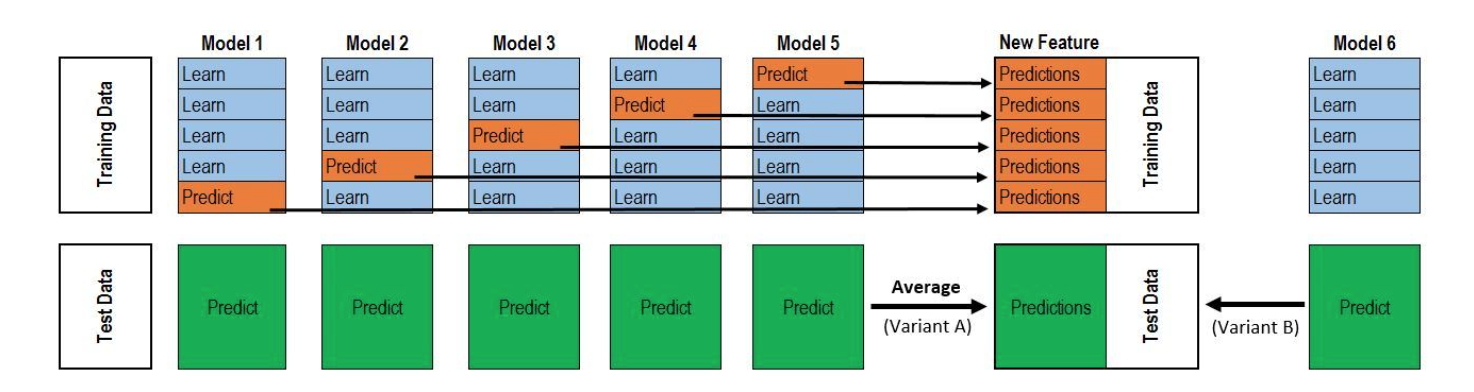 Model 1 Model 2 Model 3 Model 4 Model 5 New Feature Model 6
Training Data
Learn Learn Learn Learn Predict Predictions Learn
Learn Learn Learn Predict Learn Predictions Learn
Learn Learn Predict Learn Learn Predictions Learn
Learn Predict Learn Learn Learn Predictions Learn
Predict Learn Learn Learn Learn Predictions Learn
Training Data
Test Data
Predict Predict Predict Predict Predict
Average
(Variant A)
Predictions
Test Data
(Variant B)
Predict